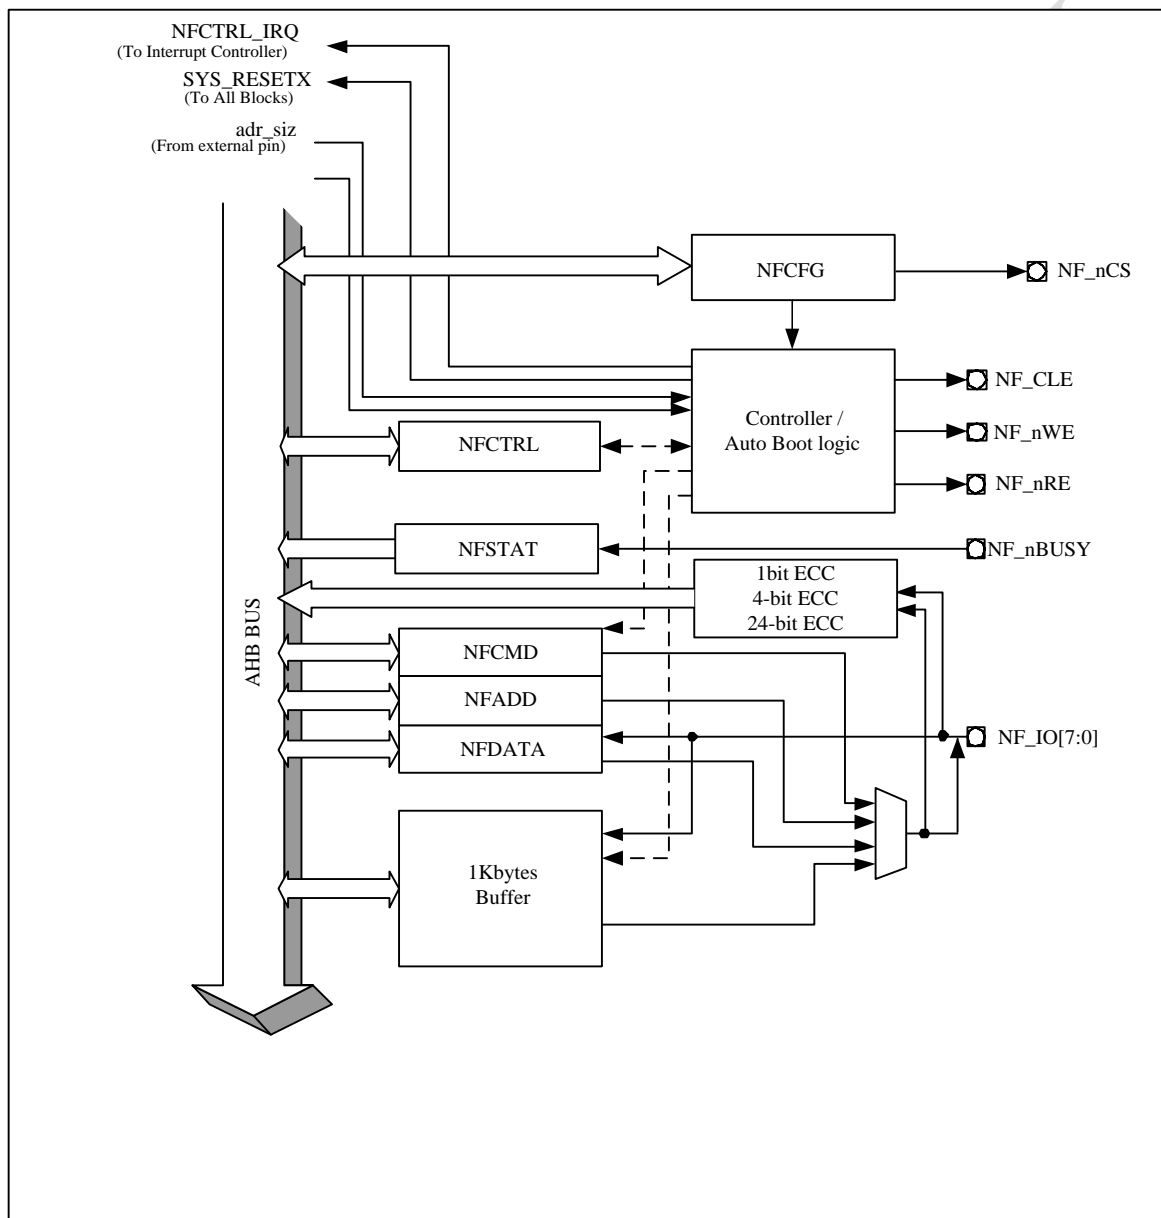 NFCTRL_IRQ
(To Interrupt Controller)
SYS_RESETX
(To All Blocks)
adr_siz
(From external pin)
NFCFG
NF_nCS
Controller /
Auto Boot logic
NF_CLE
NF_nWE
NF_nRE
NFCTRL
NFSTAT
NF_nBUSY
1bit ECC
4-bit ECC
24-bit ECC
AHB BUS
NFCMD
NFADD
NFDATA
NF_IO[7:0]
1Kbytes
Buffer